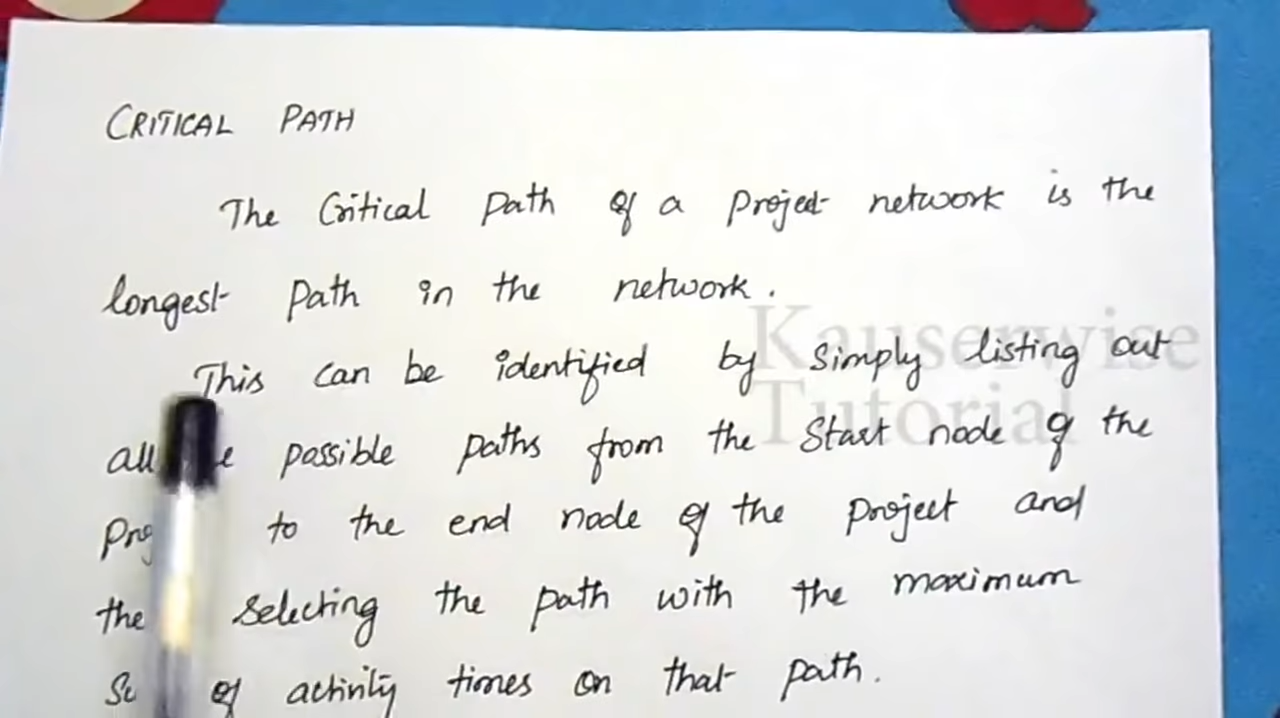 CRITICAL PATH
The Critical path of a project network is the
longest path in the network.
This can be identified by simply listing out
possible paths from the Start node of the
to the end node of the project and
selecting the path with the maximum
of activity times on that path.
Kauserwise
Tutorial